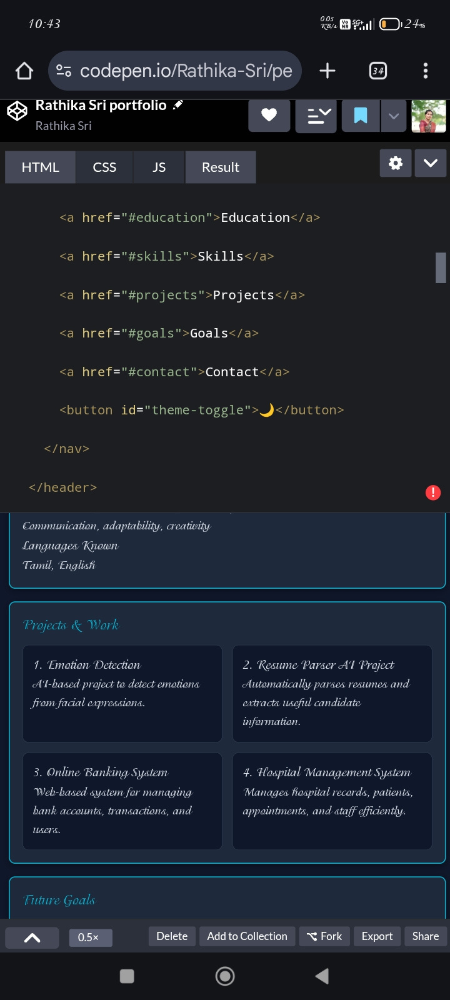 10:43
0.05
KB/s
Vo
NR
5G+
24%
codepen.io/Rathika-Sri/pe
34
Rathika Sri portfolio
Rathika Sri
HTML
CSS
JS
Result
<a href="#education">Education</a>
<a href="#skills">Skills</a>
<a href="#projects">Projects</a>
<a href="#goals">Goals</a>
<a href="#contact">Contact</a>
<button id="theme-toggle">🌙</button>
</nav>
</header>
Communication, adaptability, creativity
Languages Known
Tamil, English
Projects & Work
1. Emotion Detection
AI-based project to detect emotions
from facial expressions.
2. Resume Parser AI Project
Automatically parses resumes and
extracts useful candidate
information.
3. Online Banking System
Web-based system for managing
bank accounts, transactions, and
users.
4. Hospital Management System
Manages hospital records, patients,
appointments, and staff efficiently.
Future Goals
0.5×
Delete
Add to Collection
Fork
Export
Share